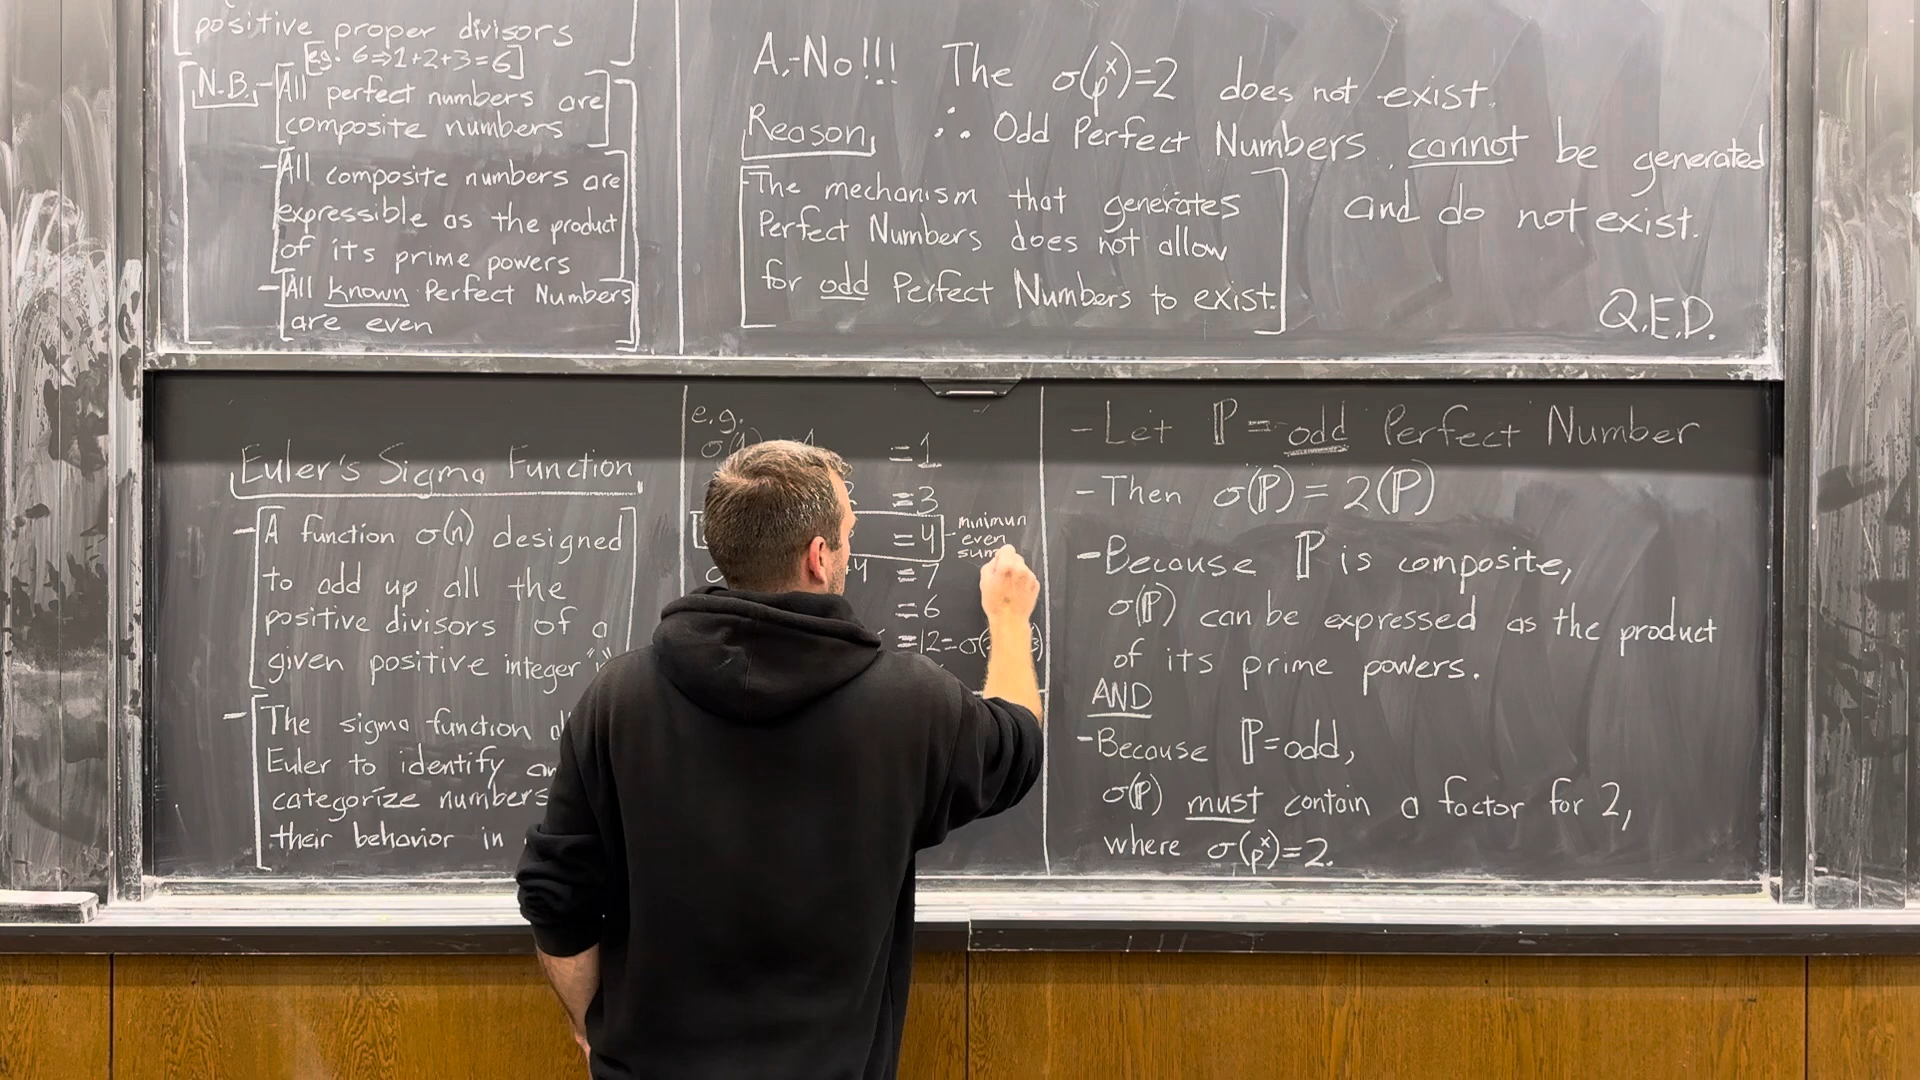 positive proper divisors
[e.g. 6⇒1+2+3=6]
N.B. - All perfect numbers are
composite numbers
- All composite numbers are
expressible as the product
of its prime powers
- All known Perfect Numbers
are even
A.-No!!! The σ(pˣ)=2 does not exist.
Reason ∴ Odd Perfect Numbers cannot be generated
and do not exist.
- The mechanism that generates
Perfect Numbers does not allow
for odd Perfect Numbers to exist.
Q.E.D.
Euler's Sigma Function
- A function σ(n) designed
to add up all the
positive divisors of a
given positive integer
- The sigma function
Euler to identify
categorize numbers
their behavior in
e.g.
=1
=3
=4 - minimum
even
=7
=6
=12=σ(
- Let ℙ = odd Perfect Number
- Then σ(ℙ) = 2(ℙ)
- Because ℙ is composite,
σ(ℙ) can be expressed as the product
of its prime powers.
AND
- Because ℙ=odd,
σ(ℙ) must contain a factor for 2,
where σ(pˣ)=2.